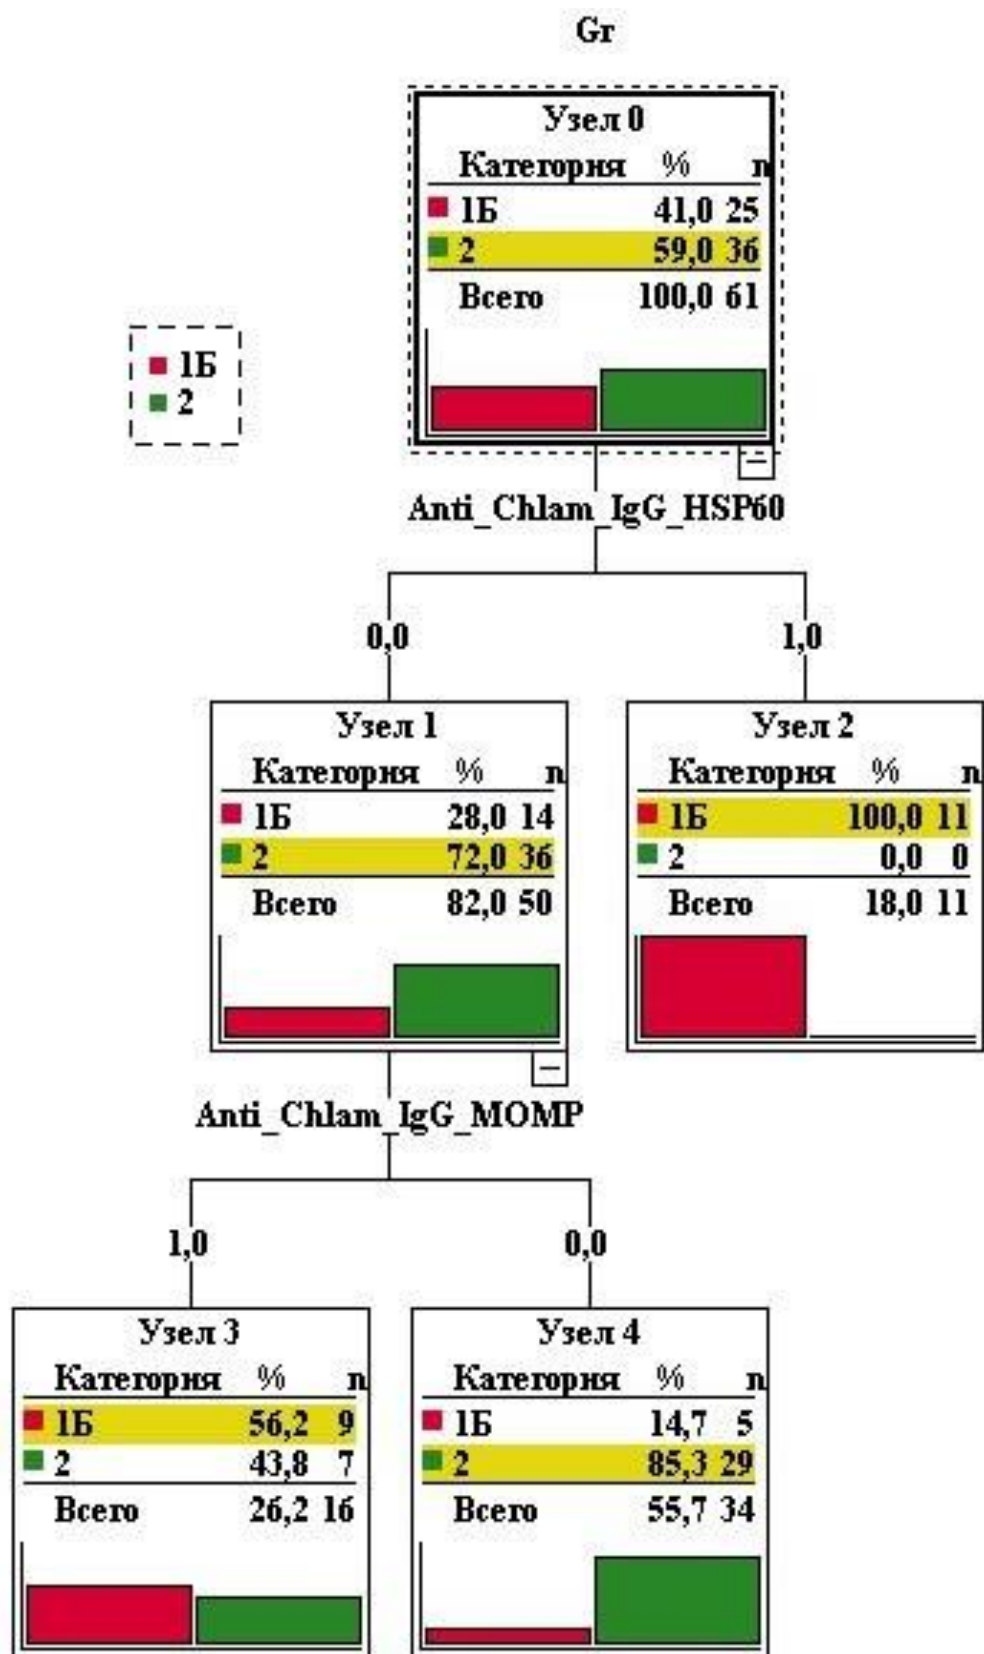 Gr
Узел 0
Категория % n
1Б 41,0 25
2 59,0 36
Всего 100,0 61
1Б
2
Anti_Chlam_IgG_HSP60
0,0 1,0
Узел 1
Категория % n
1Б 28,0 14
2 72,0 36
Всего 82,0 50
Узел 2
Категория % n
1Б 100,0 11
2 0,0 0
Всего 18,0 11
Anti_Chlam_IgG_MOMP
1,0 0,0
Узел 3
Категория % n
1Б 56,2 9
2 43,8 7
Всего 26,2 16
Узел 4
Категория % n
1Б 14,7 5
2 85,3 29
Всего 55,7 34